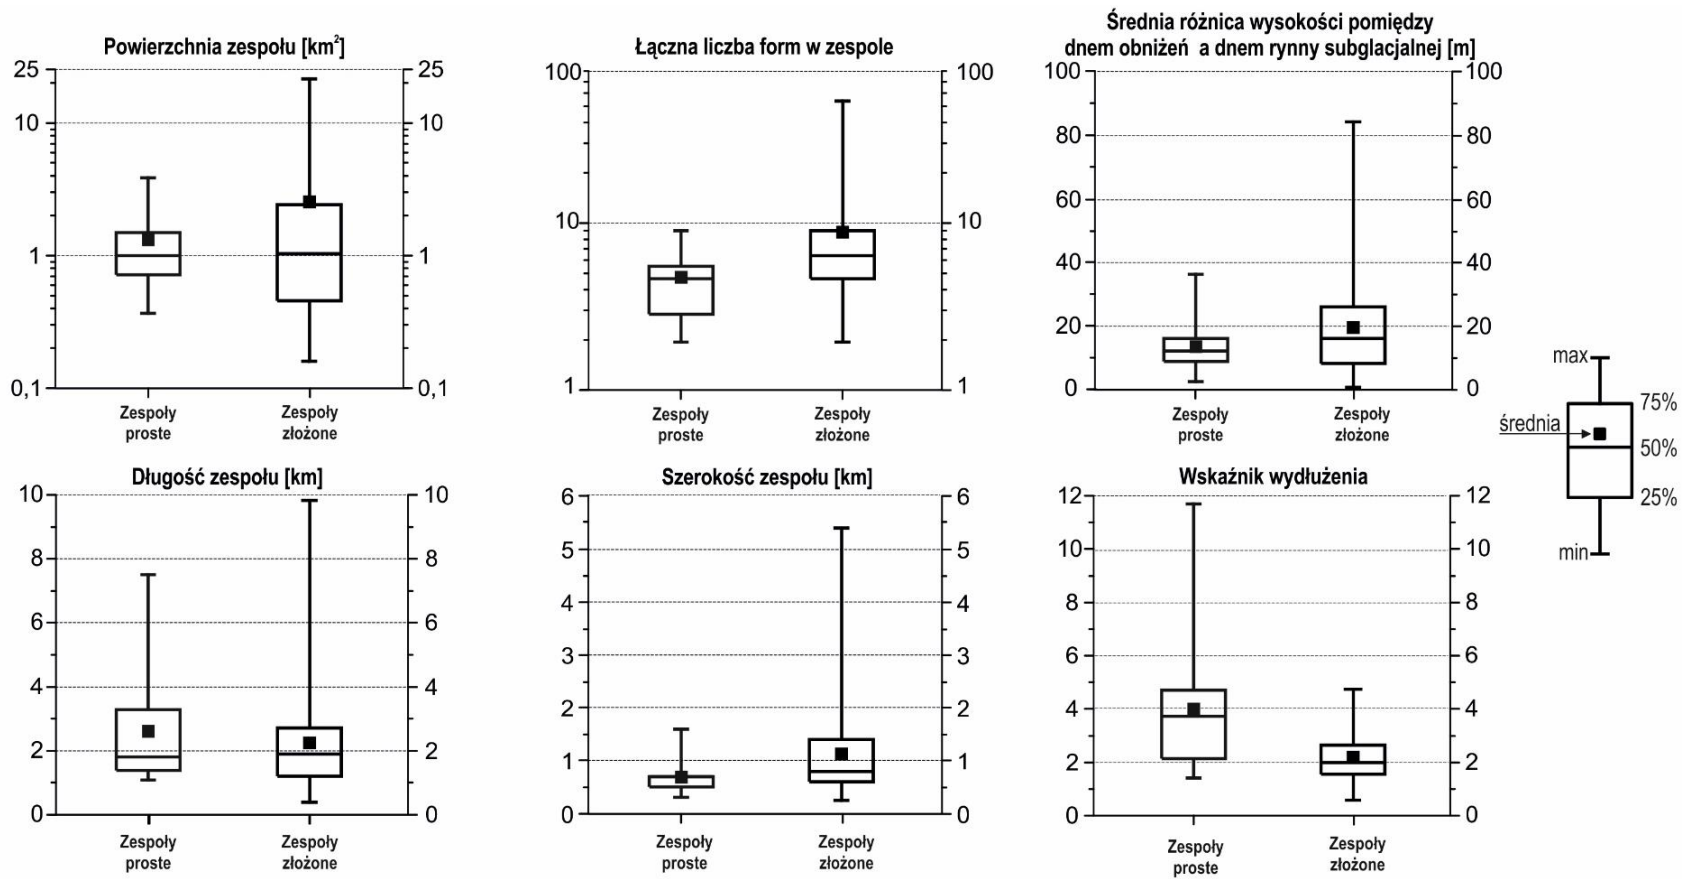 Powierzchnia zespołu [km²]
25
10
1
0,1
25
10
1
0,1
Zespoły
proste
Zespoły
złożone
Łączna liczba form w zespole
100
10
1
100
10
1
Zespoły
proste
Zespoły
złożone
Średnia różnica wysokości pomiędzy
dnem obniżeń a dnem rynny subglacjalnej [m]
100
80
60
40
20
0
100
80
60
40
20
0
Zespoły
proste
Zespoły
złożone
max
75%
średnia
50%
25%
min
Długość zespołu [km]
10
8
6
4
2
0
10
8
6
4
2
0
Zespoły
proste
Zespoły
złożone
Szerokość zespołu [km]
6
5
4
3
2
1
0
6
5
4
3
2
1
0
Zespoły
proste
Zespoły
złożone
Wskaźnik wydłużenia
12
10
8
6
4
2
0
12
10
8
6
4
2
0
Zespoły
proste
Zespoły
złożone